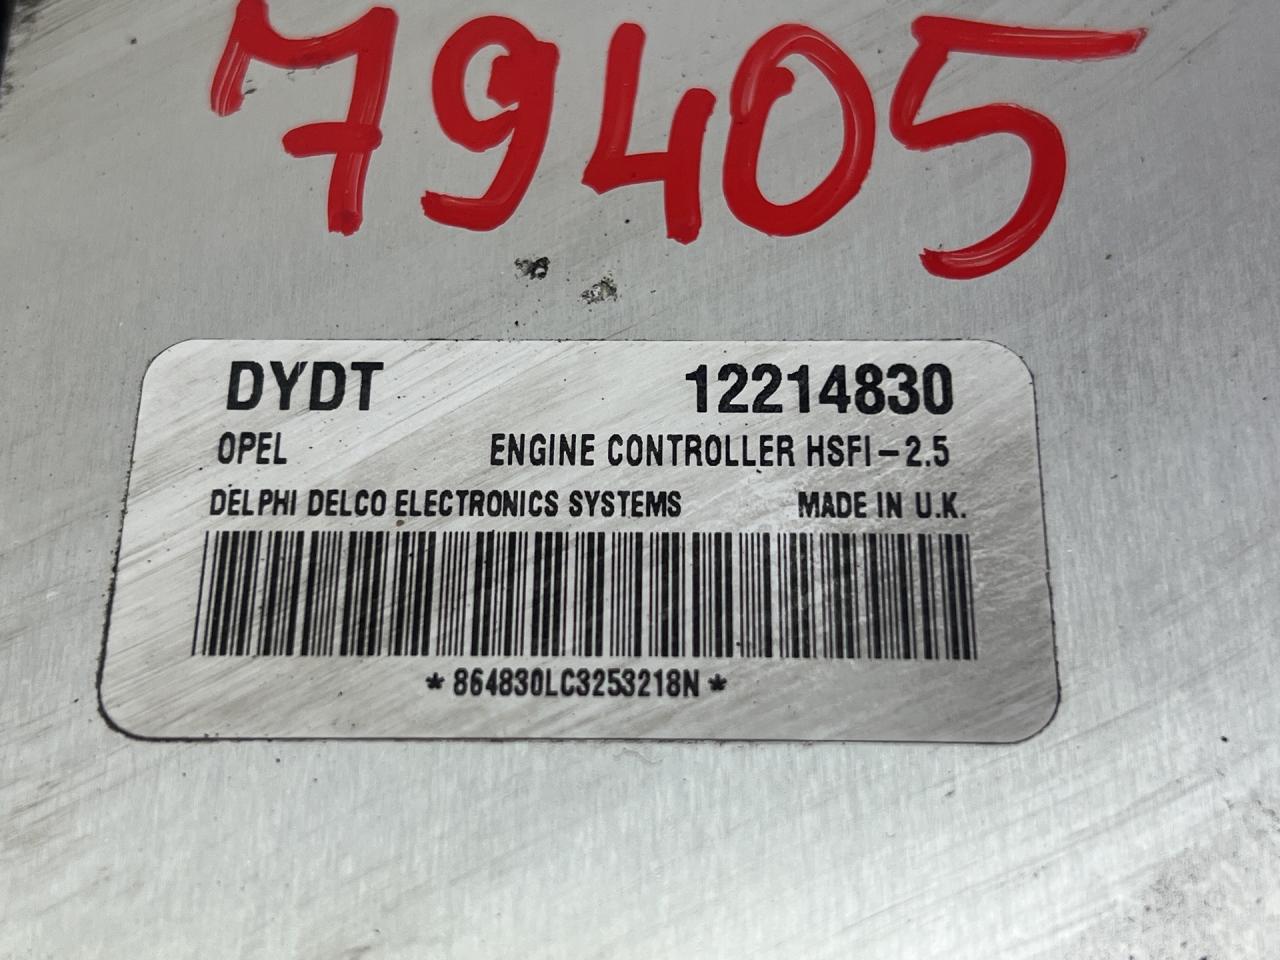 79405
DYDT 12214830
OPEL ENGINE CONTROLLER HSFI-2.5
DELPHI DELCO ELECTRONICS SYSTEMS MADE IN U.K.
*864830LC3253218N*